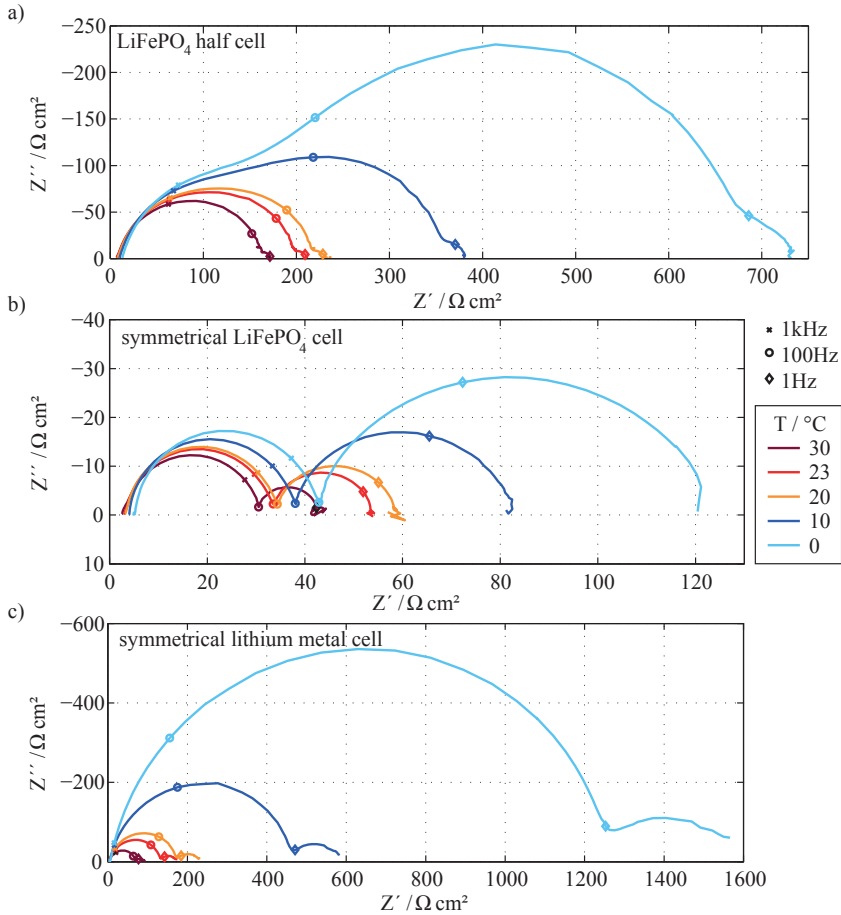 a)
LiFePO₄ half cell
−250
−200
−150
−100
−50
0
Z´´ / Ω cm²
0 100 200 300 400 500 600 700
Z´ / Ω cm²
b)
symmetrical LiFePO₄ cell
−40
−30
−20
−10
0
10
Z´´ / Ω cm²
0 20 40 60 80 100 120
Z´ / Ω cm²
1kHz
100Hz
1Hz
T / °C
30
23
20
10
0
c)
symmetrical lithium metal cell
−600
−400
−200
0
Z´´ / Ω cm²
0 200 400 600 800 1000 1200 1400 1600
Z´ / Ω cm²